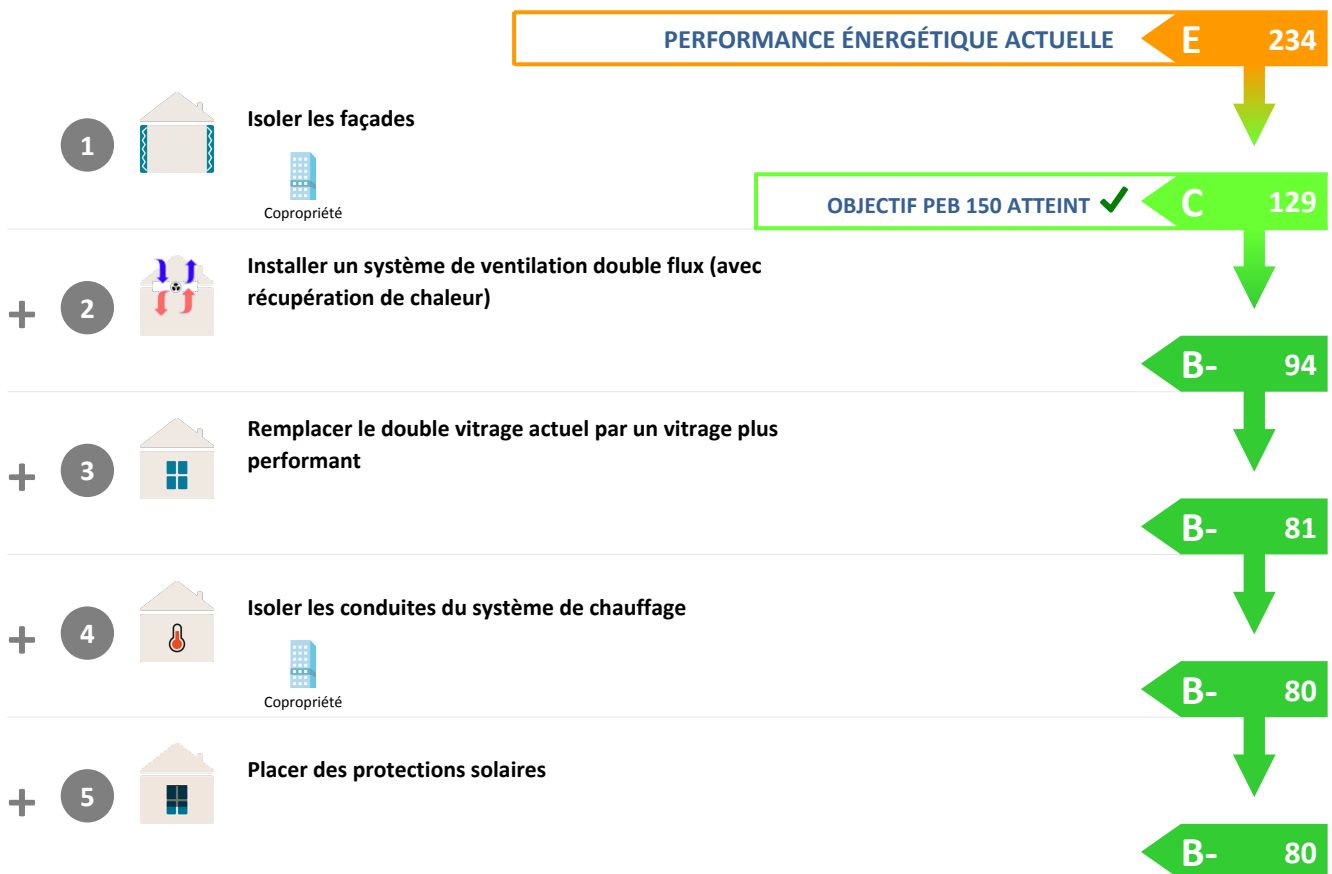 PERFORMANCE ÉNERGÉTIQUE ACTUELLE E 234
1 Isoler les façades
Copropriété
OBJECTIF PEB 150 ATTEINT ✔ C 129
+ 2 Installer un système de ventilation double flux (avec
récupération de chaleur)
B- 94
+ 3 Remplacer le double vitrage actuel par un vitrage plus
performant
B- 81
+ 4 Isoler les conduites du système de chauffage
Copropriété
B- 80
+ 5 Placer des protections solaires
B- 80